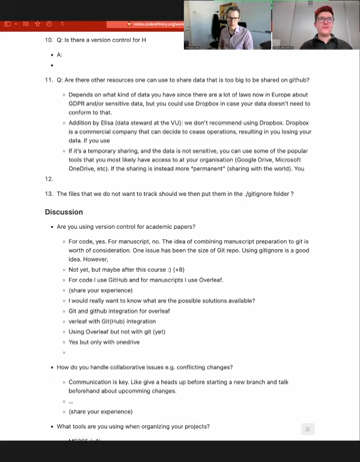 notes.coderefinery.org
10. Q: Is there a version control for H
• A:
11. Q: Are there other resources one can use to share data that is too big to be shared on github?
Depends on what kind of data you have since there are a lot of laws now in Europe about
GDPR and/or sensitive data, but you could use Dropbox in case your data doesn't need to
conform to that.
Addition by Elisa (data steward at the VU): we don't recommend using Dropbox. Dropbox
is a commercial company that can decide to cease operations, resulting in you losing your
data. If you use
If it's a temporary sharing, and the data is not sensitive, you can use some of the popular
tools that you most likely have access to at your organisation (Google Drive, Microsoft
OneDrive, etc). If the sharing is instead more "permanent" (sharing with the world). You
12.
13. The files that we do not want to track should we then put them in the ./gitignore folder ?
Discussion
• Are you using version control for academic papers?
For code, yes. For manuscript, no. The idea of combining manuscript preparation to git is
worth of consideration. One issue has been the size of Git repo. Using gitignore is a good
idea. However,
Not yet, but maybe after this course :) (+8)
For code I use GitHub and for manuscripts I use Overleaf.
(share your experience)
I would really want to know what are the possible solutions available?
Git and github integration for overleaf
verleaf with Git(Hub) integration
Using Overleaf but not with git (yet)
Yes but only with onedrive
• How do you handle collaborative issues e.g. conflicting changes?
Communication is key. Like give a heads up before starting a new branch and talk
beforehand about upcomming changes.
...
(share your experience)
• What tools are you using when organizing your projects?